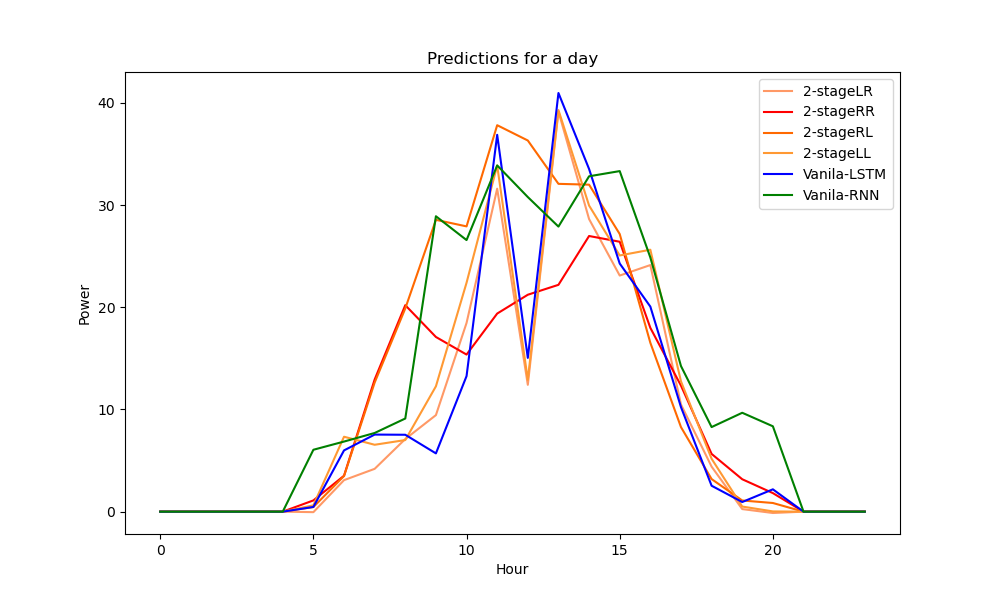 Predictions for a day
40
30
20
10
0
Power
0
5
10
15
20
Hour
2-stageLR
2-stageRR
2-stageRL
2-stageLL
Vanila-LSTM
Vanila-RNN